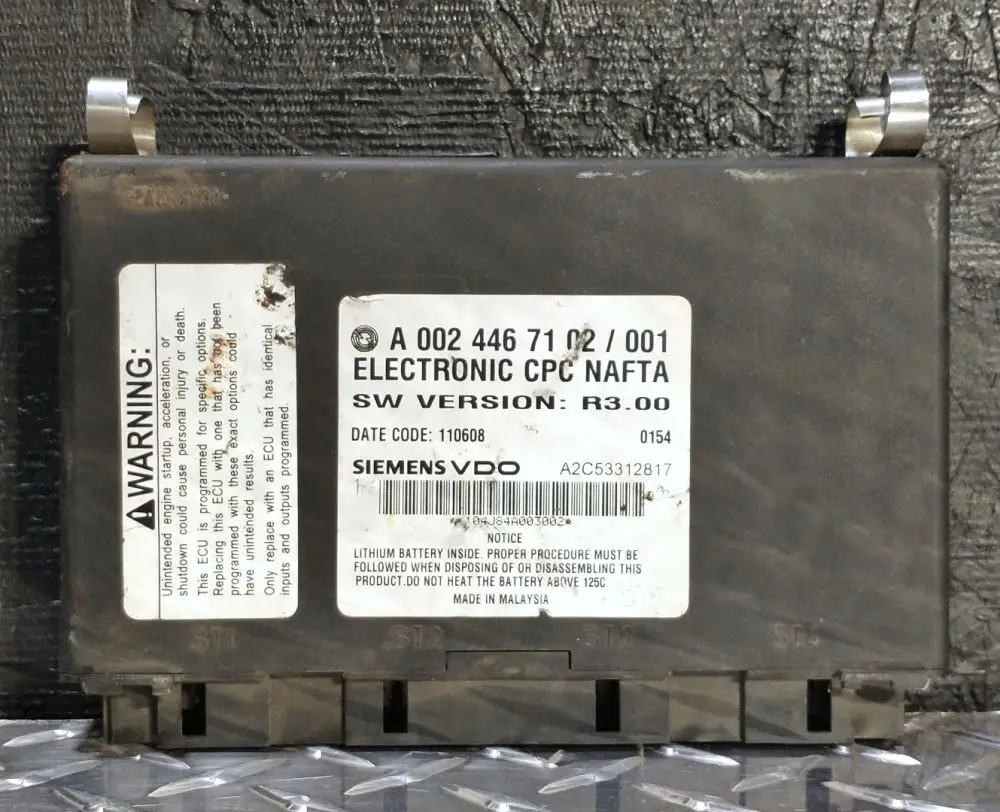 WARNING:
Unintended engine startup, acceleration, or
shutdown could cause personal injury or death.
This ECU is programmed for specific options.
Replacing this ECU with one that has not been
programmed with these exact options could
have unintended results.
Only replace with an ECU that has identical
inputs and outputs programmed.
A 002 446 71 02 / 001
ELECTRONIC CPC NAFTA
SW VERSION: R3.00
DATE CODE: 110608 0154
SIEMENS VDO A2C53312817
104J84A003002*
NOTICE
LITHIUM BATTERY INSIDE. PROPER PROCEDURE MUST BE
FOLLOWED WHEN DISPOSING OF OR DISASSEMBLING THIS
PRODUCT.DO NOT HEAT THE BATTERY ABOVE 125C
MADE IN MALAYSIA